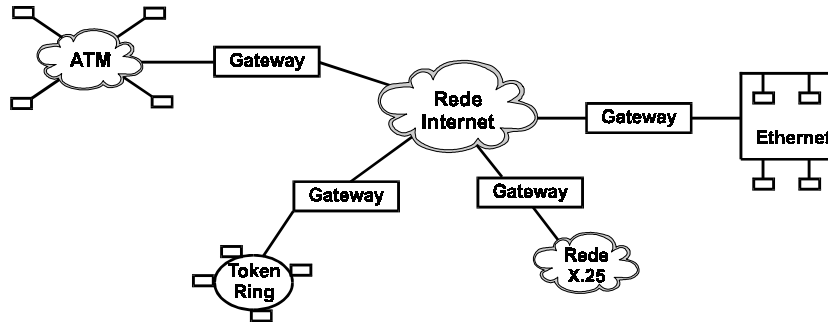 ATM
Gateway
Rede
Internet
Gateway
Ethernet
Gateway
Gateway
Token
Ring
Rede
X.25